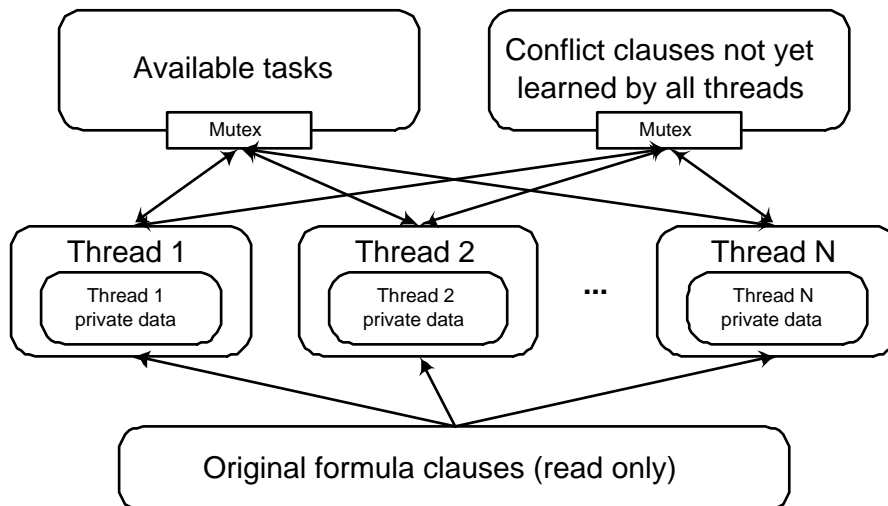 Available tasks
Mutex
Conflict clauses not yet
learned by all threads
Mutex
Thread 1
Thread 1
private data
Thread 2
Thread 2
private data
...
Thread N
Thread N
private data
Original formula clauses (read only)